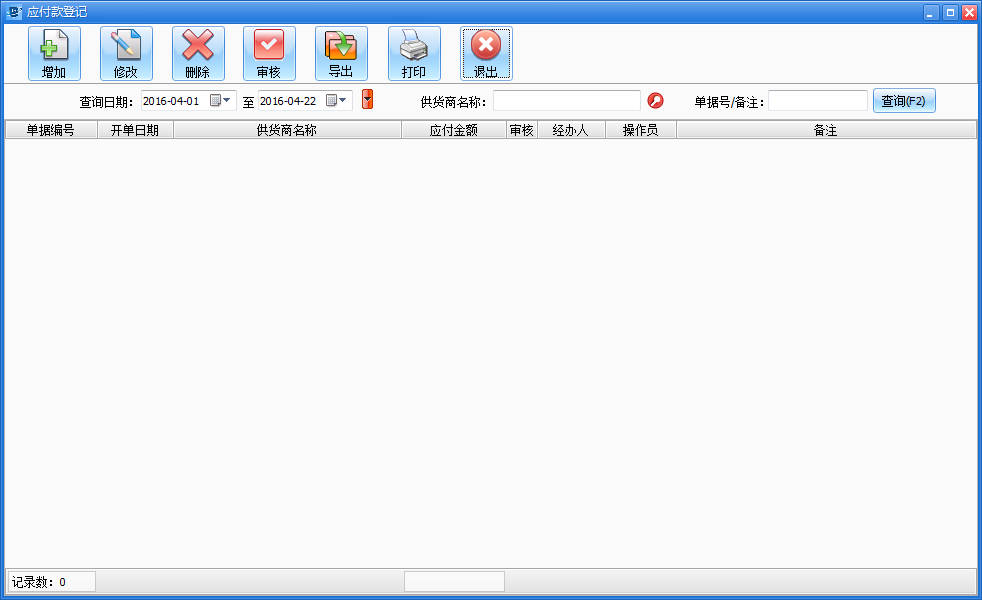 应付款登记
增加 修改 删除 审核 导出 打印 退出
查询日期： 2016-04-01 至 2016-04-22 供货商名称： 单据号/备注： 查询(F2)
单据编号 开单日期 供货商名称 应付金额 审核 经办人 操作员 备注
记录数：0